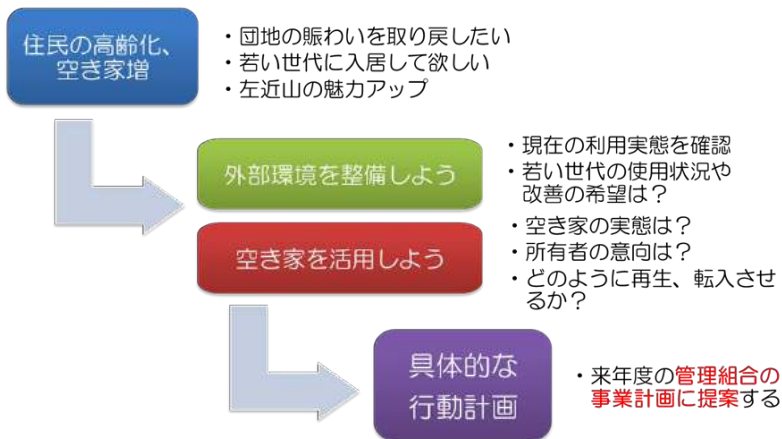 住民の高齢化、
空き家増
・団地の賑わいを取り戻したい
・若い世代に入居して欲しい
・左近山の魅力アップ
外部環境を整備しよう
・現在の利用実態を確認
・若い世代の使用状況や
改善の希望は？
空き家を活用しよう
・空き家の実態は？
・所有者の意向は？
・どのように再生、転入させ
るか？
具体的な
行動計画
・来年度の管理組合の
事業計画に提案する